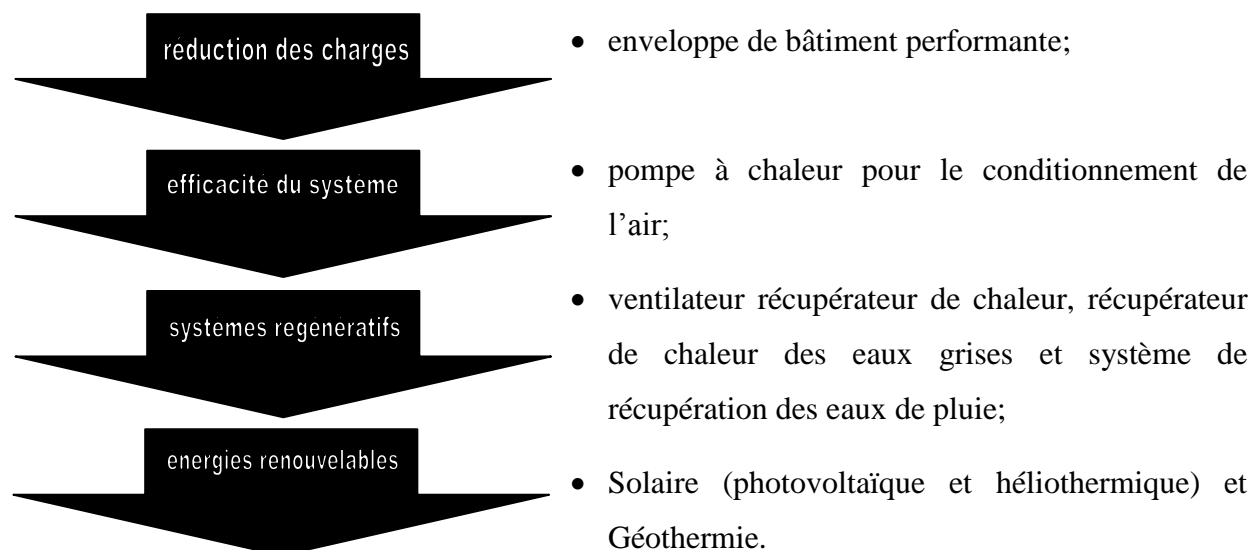 réduction des charges
• enveloppe de bâtiment performante;
efficacité du système
• pompe à chaleur pour le conditionnement de
l’air;
systèmes regénératifs
• ventilateur récupérateur de chaleur, récupérateur
de chaleur des eaux grises et système de
récupération des eaux de pluie;
energies renouvelables
• Solaire (photovoltaïque et héliothermique) et
Géothermie.